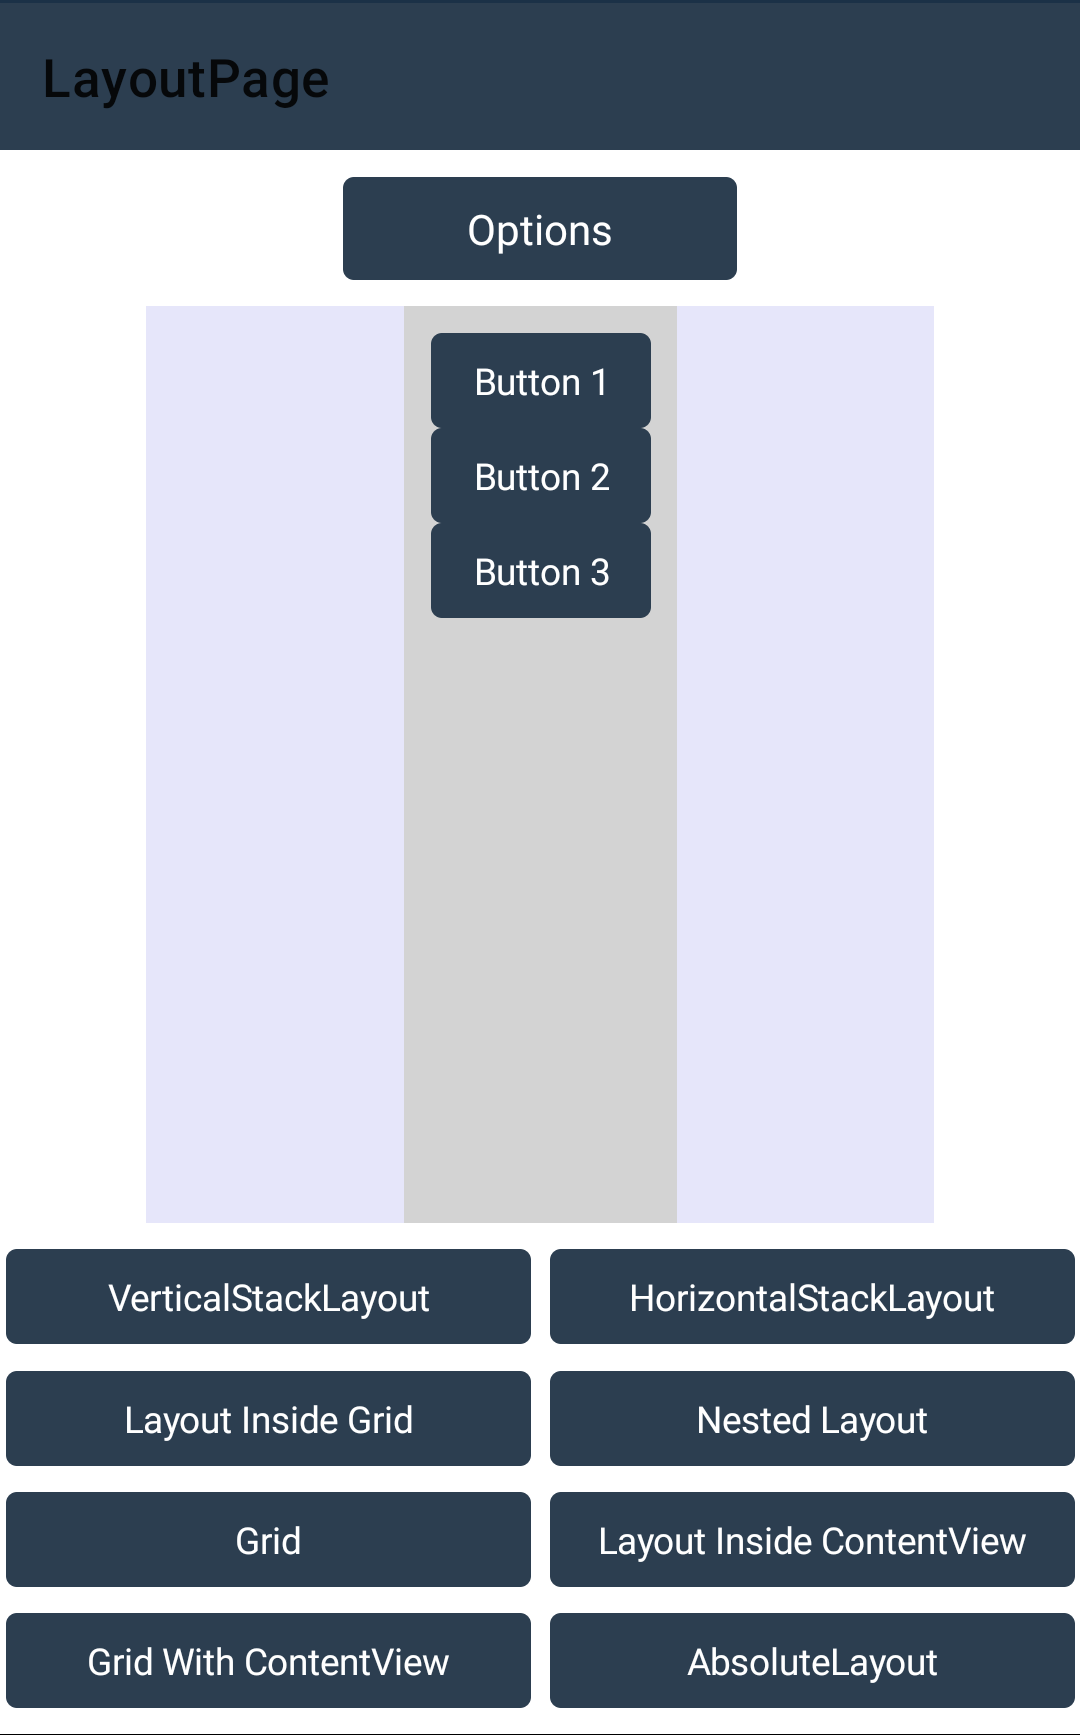 LayoutPage
Options
Button 1
Button 2
Button 3
VerticalStackLayout
HorizontalStackLayout
Layout Inside Grid
Nested Layout
Grid
Layout Inside ContentView
Grid With ContentView
AbsoluteLayout